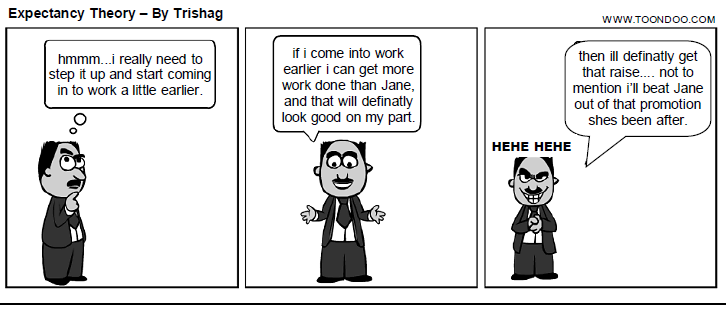 Expectancy Theory – By Trishag
WWW.TOONDOO.COM
hmmm...i really need to
step it up and start coming
in to work a little earlier.
if i come into work
earlier i can get more
work done than Jane,
and that will definatly
look good on my part.
then ill definatly get
that raise.... not to
mention i'll beat Jane
out of that promotion
shes been after.
HEHE HEHE